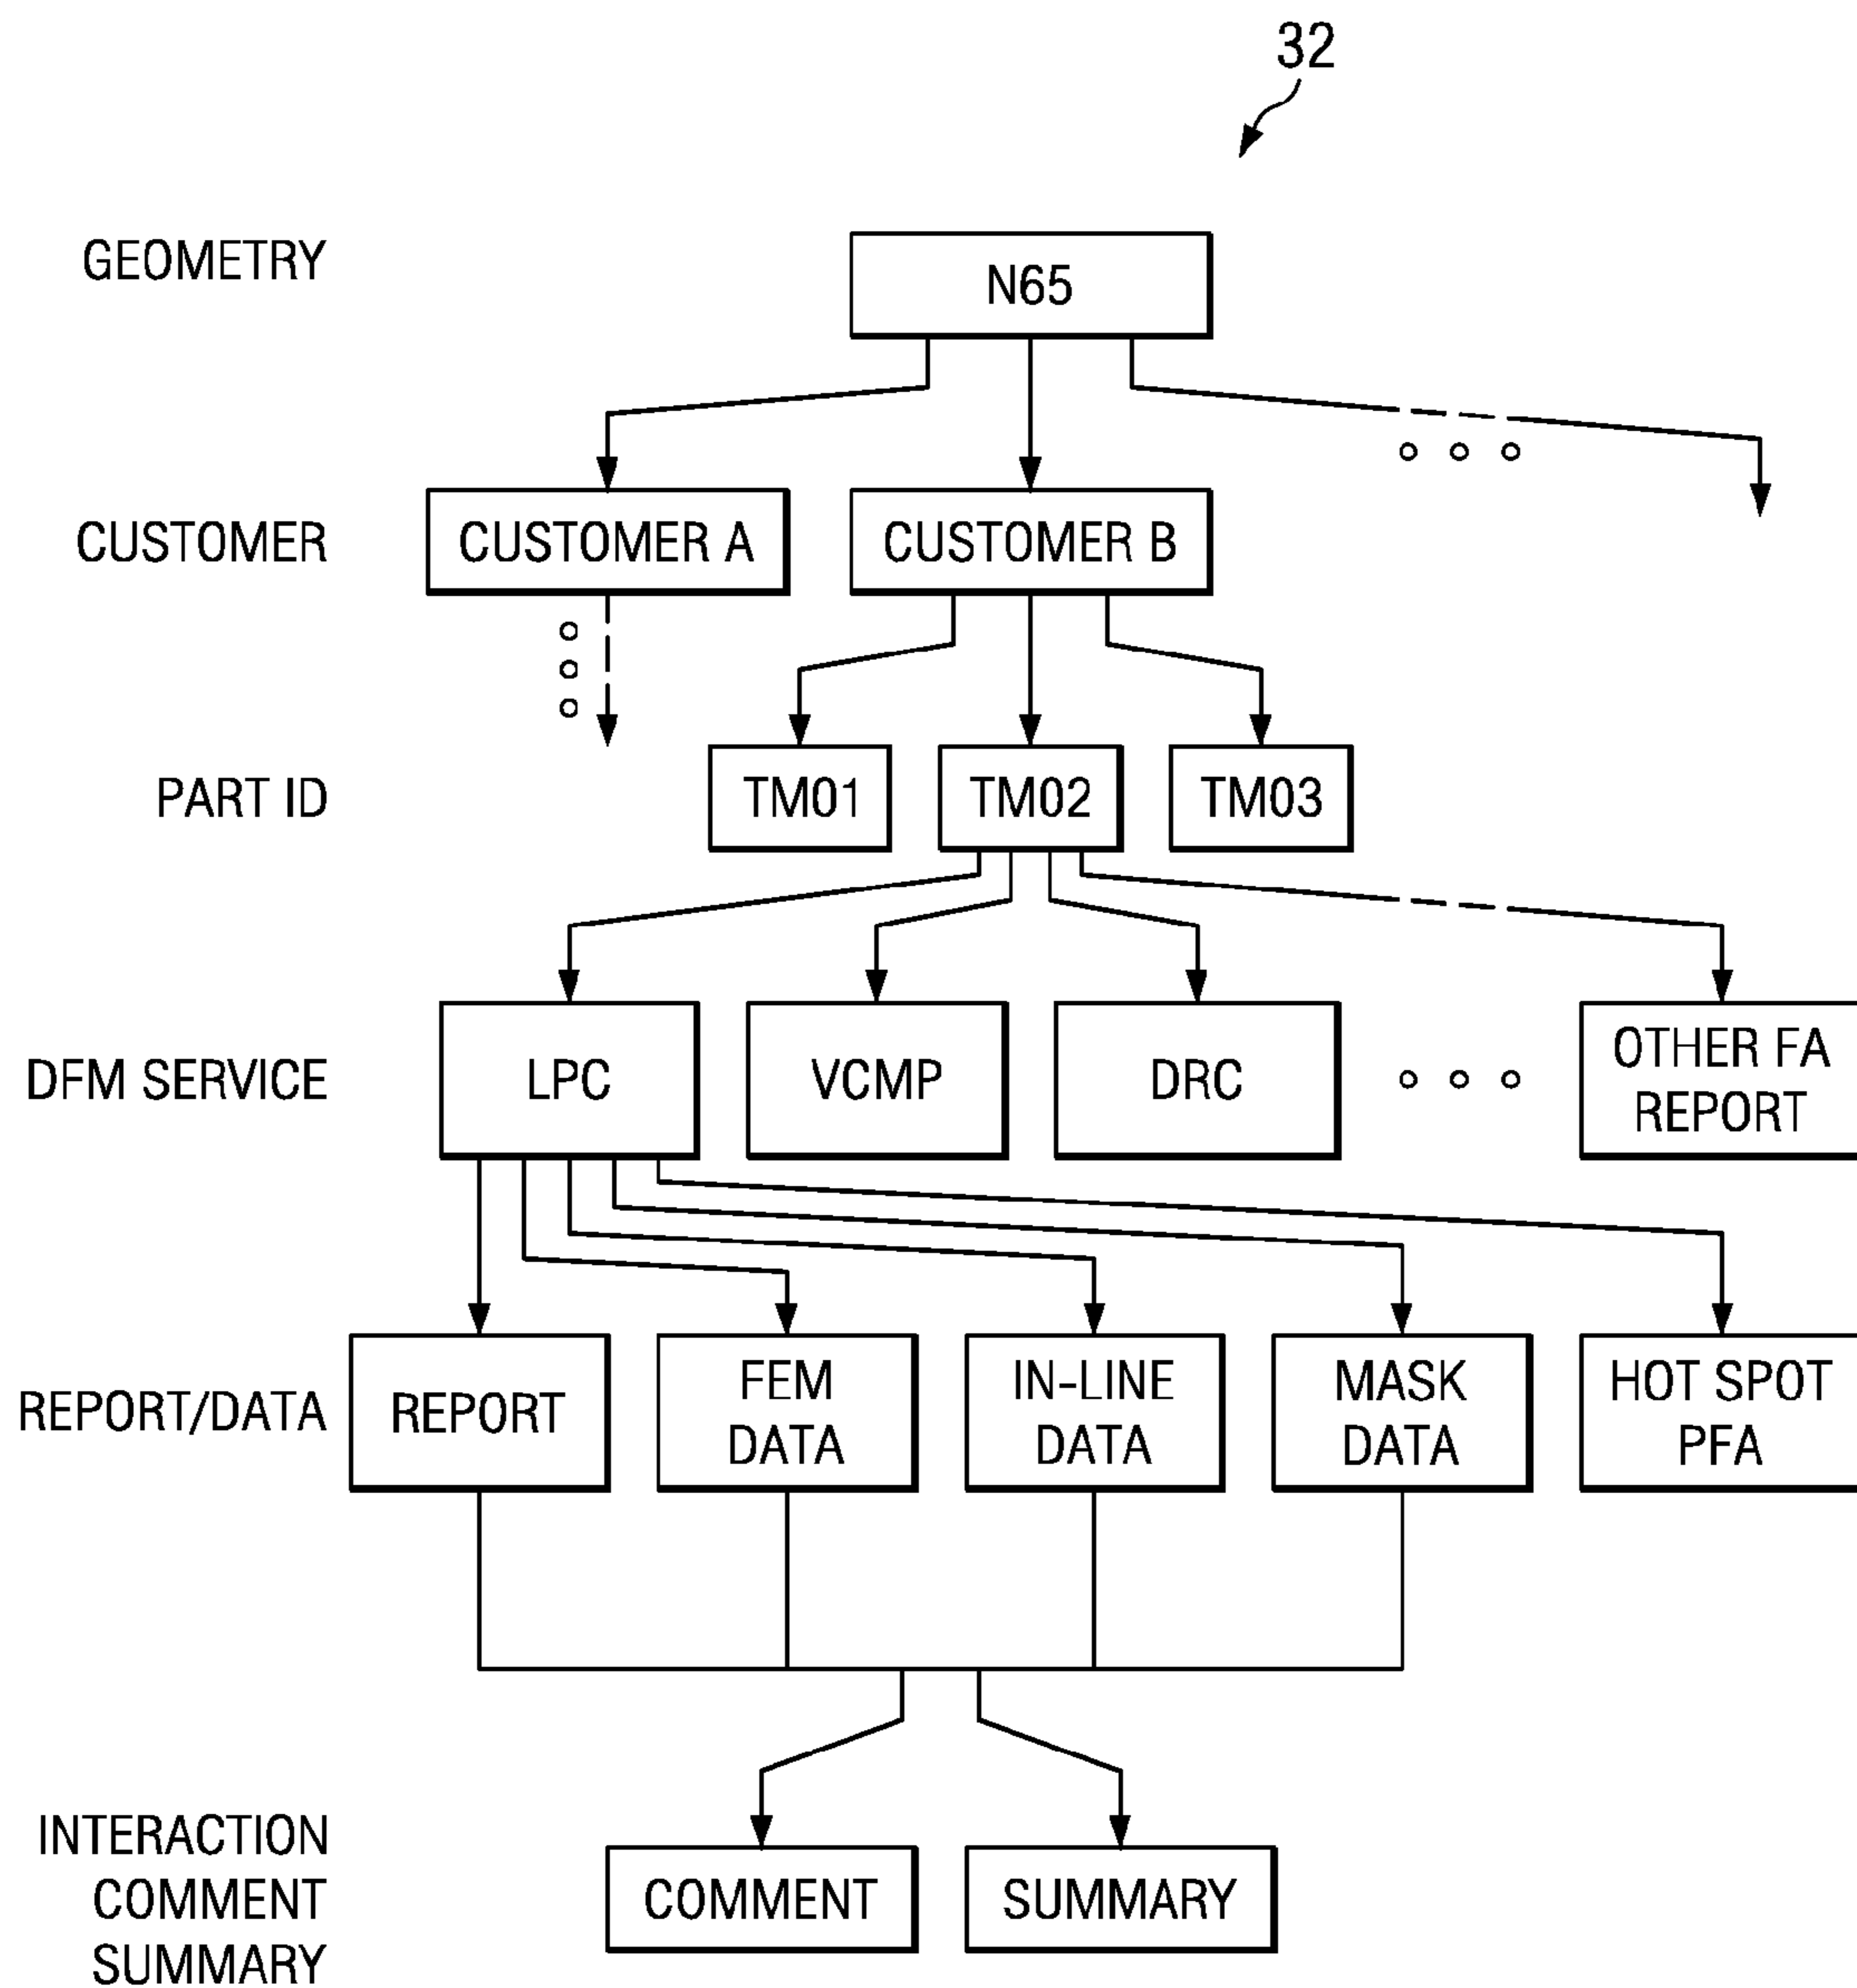 32
GEOMETRY
N65
CUSTOMER
CUSTOMER A
CUSTOMER B
PART ID
TM01
TM02
TM03
DFM SERVICE
LPC
VCMP
DRC
OTHER FA
REPORT
REPORT/DATA
REPORT
FEM
DATA
IN-LINE
DATA
MASK
DATA
HOT SPOT
PFA
INTERACTION
COMMENT
SUMMARY
COMMENT
SUMMARY